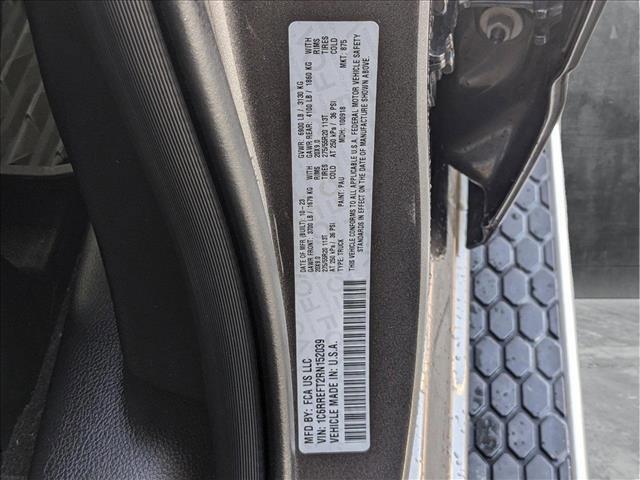 MFD BY: FCA US LLC
VIN: 1C6RREFT2RN152039
VEHICLE MADE IN: U.S.A.
DATE OF MFR (BUILT): 10-23 GVWR: 6900 LB / 3130 KG
GAWR FRONT: 3700 LB / 1679 KG WITH GAWR REAR: 4100 LB / 1860 KG WITH
20X9.0 RIMS 20X9.0 RIMS
275/55R20 113T TIRES 275/55R20 113T TIRES
AT 250 kPa / 36 PSI COLD AT 250 kPa / 36 PSI COLD
TYPE: TRUCK PAINT: PAU MDH: 100918 MKT: 875
THIS VEHICLE CONFORMS TO ALL APPLICABLE U.S.A. FEDERAL MOTOR VEHICLE SAFETY
STANDARDS IN EFFECT ON THE DATE OF MANUFACTURE SHOWN ABOVE.